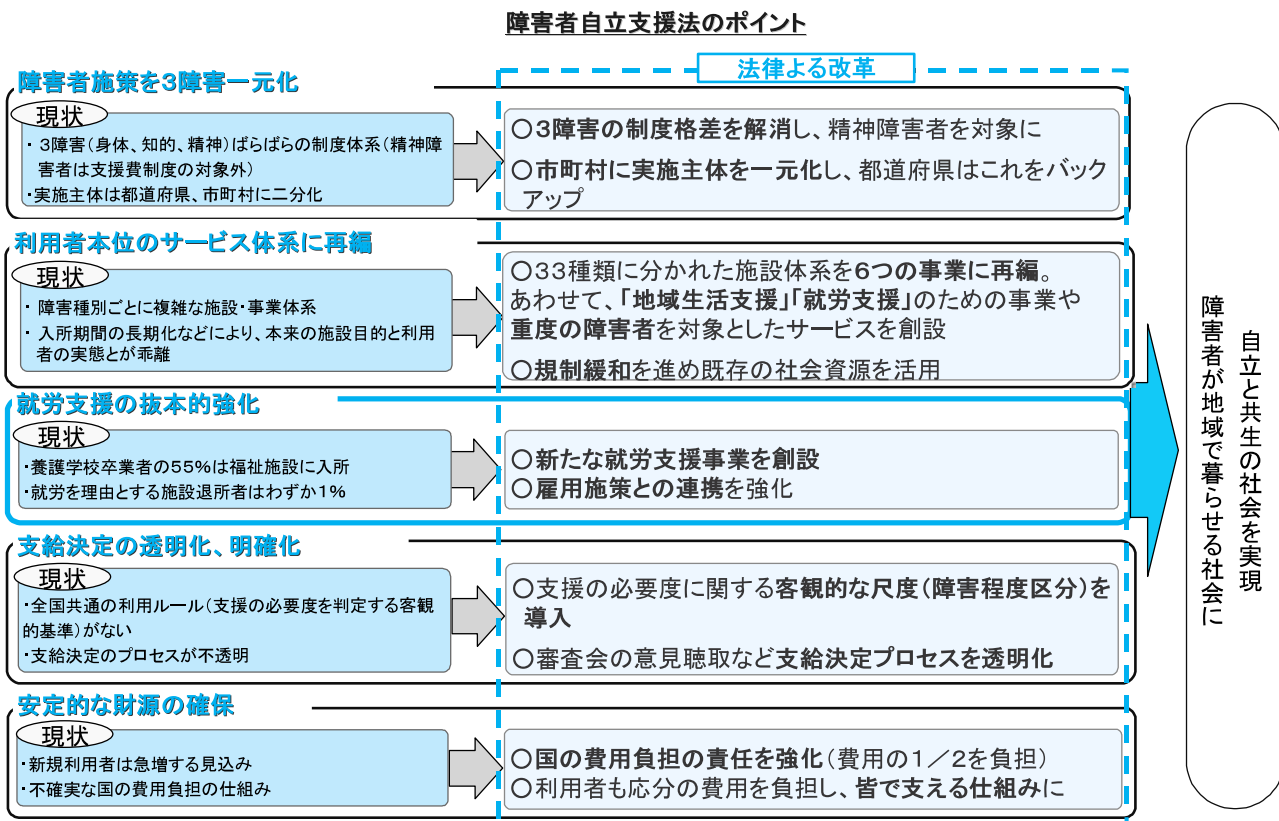 障害者自立支援法のポイント
法律よる改革
障害者施策を3障害一元化
現状
・ 3障害(身体、知的、精神)ばらばらの制度体系(精神障
害者は支援費制度の対象外)
・実施主体は都道府県、市町村に二分化
○3障害の制度格差を解消し、精神障害者を対象に
○市町村に実施主体を一元化し、都道府県はこれをバック
アップ
利用者本位のサービス体系に再編
現状
・ 障害種別ごとに複雑な施設・事業体系
・ 入所期間の長期化などにより、本来の施設目的と利用
者の実態とが乖離
○33種類に分かれた施設体系を6つの事業に再編。
あわせて、「地域生活支援」「就労支援」のための事業や
重度の障害者を対象としたサービスを創設
○規制緩和を進め既存の社会資源を活用
就労支援の抜本的強化
現状
・養護学校卒業者の55%は福祉施設に入所
・就労を理由とする施設退所者はわずか1%
○新たな就労支援事業を創設
○雇用施策との連携を強化
支給決定の透明化、明確化
現状
・全国共通の利用ルール(支援の必要度を判定する客観
的基準)がない
・支給決定のプロセスが不透明
○支援の必要度に関する客観的な尺度(障害程度区分)を
導入
○審査会の意見聴取など支給決定プロセスを透明化
安定的な財源の確保
現状
・新規利用者は急増する見込み
・不確実な国の費用負担の仕組み
○国の費用負担の責任を強化(費用の1/2を負担)
○利用者も応分の費用を負担し、皆で支える仕組みに
自立と共生の社会を実現
障害者が地域で暮らせる社会に